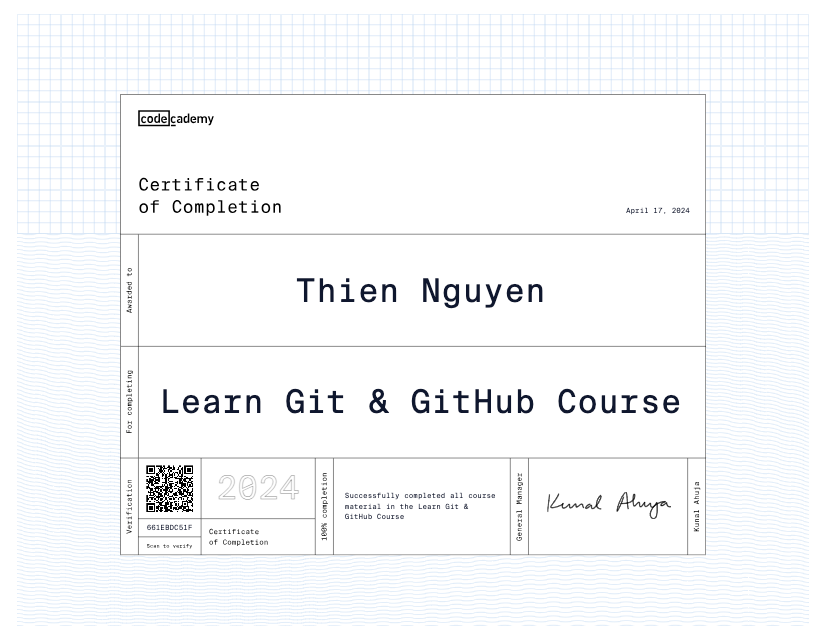 codecademy
Certificate
of Completion
April 17, 2024
Awarded to
Thien Nguyen
For completing
Learn Git & GitHub Course
Verification
661EBDC51F
Scan to verify
2024
Certificate
of Completion
100% completion
Successfully completed all course
material in the Learn Git &
GitHub Course
General Manager
Kunal Ahuja
Kunal Ahuja